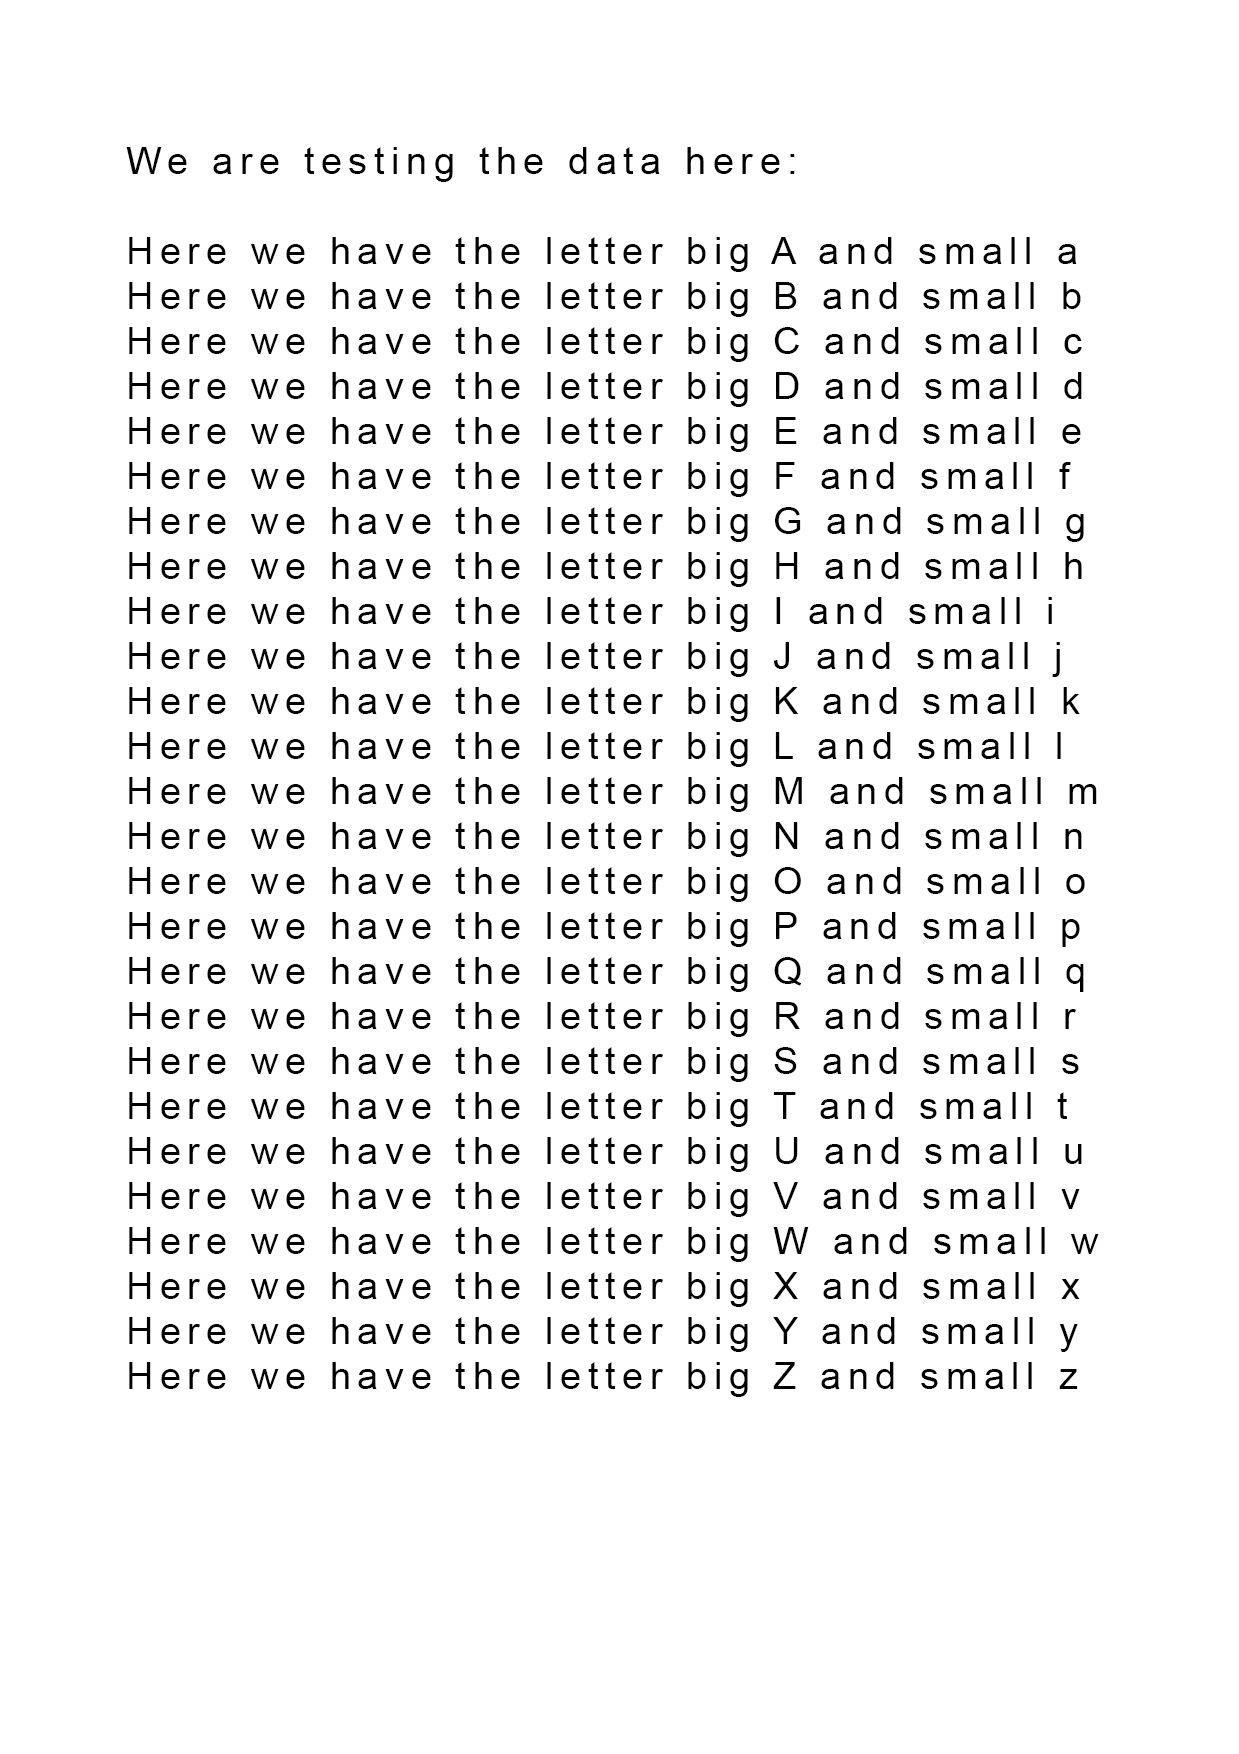 We are testing the data here:

Here we have the letter big A and small a
Here we have the letter big B and small b
Here we have the letter big C and small c
Here we have the letter big D and small d
Here we have the letter big E and small e
Here we have the letter big F and small f
Here we have the letter big G and small g
Here we have the letter big H and small h
Here we have the letter big I and small i
Here we have the letter big J and small j
Here we have the letter big K and small k
Here we have the letter big L and small l
Here we have the letter big M and small m
Here we have the letter big N and small n
Here we have the letter big O and small o
Here we have the letter big P and small p
Here we have the letter big Q and small q
Here we have the letter big R and small r
Here we have the letter big S and small s
Here we have the letter big T and small t
Here we have the letter big U and small u
Here we have the letter big V and small v
Here we have the letter big W and small w
Here we have the letter big X and small x
Here we have the letter big Y and small y
Here we have the letter big Z and small z